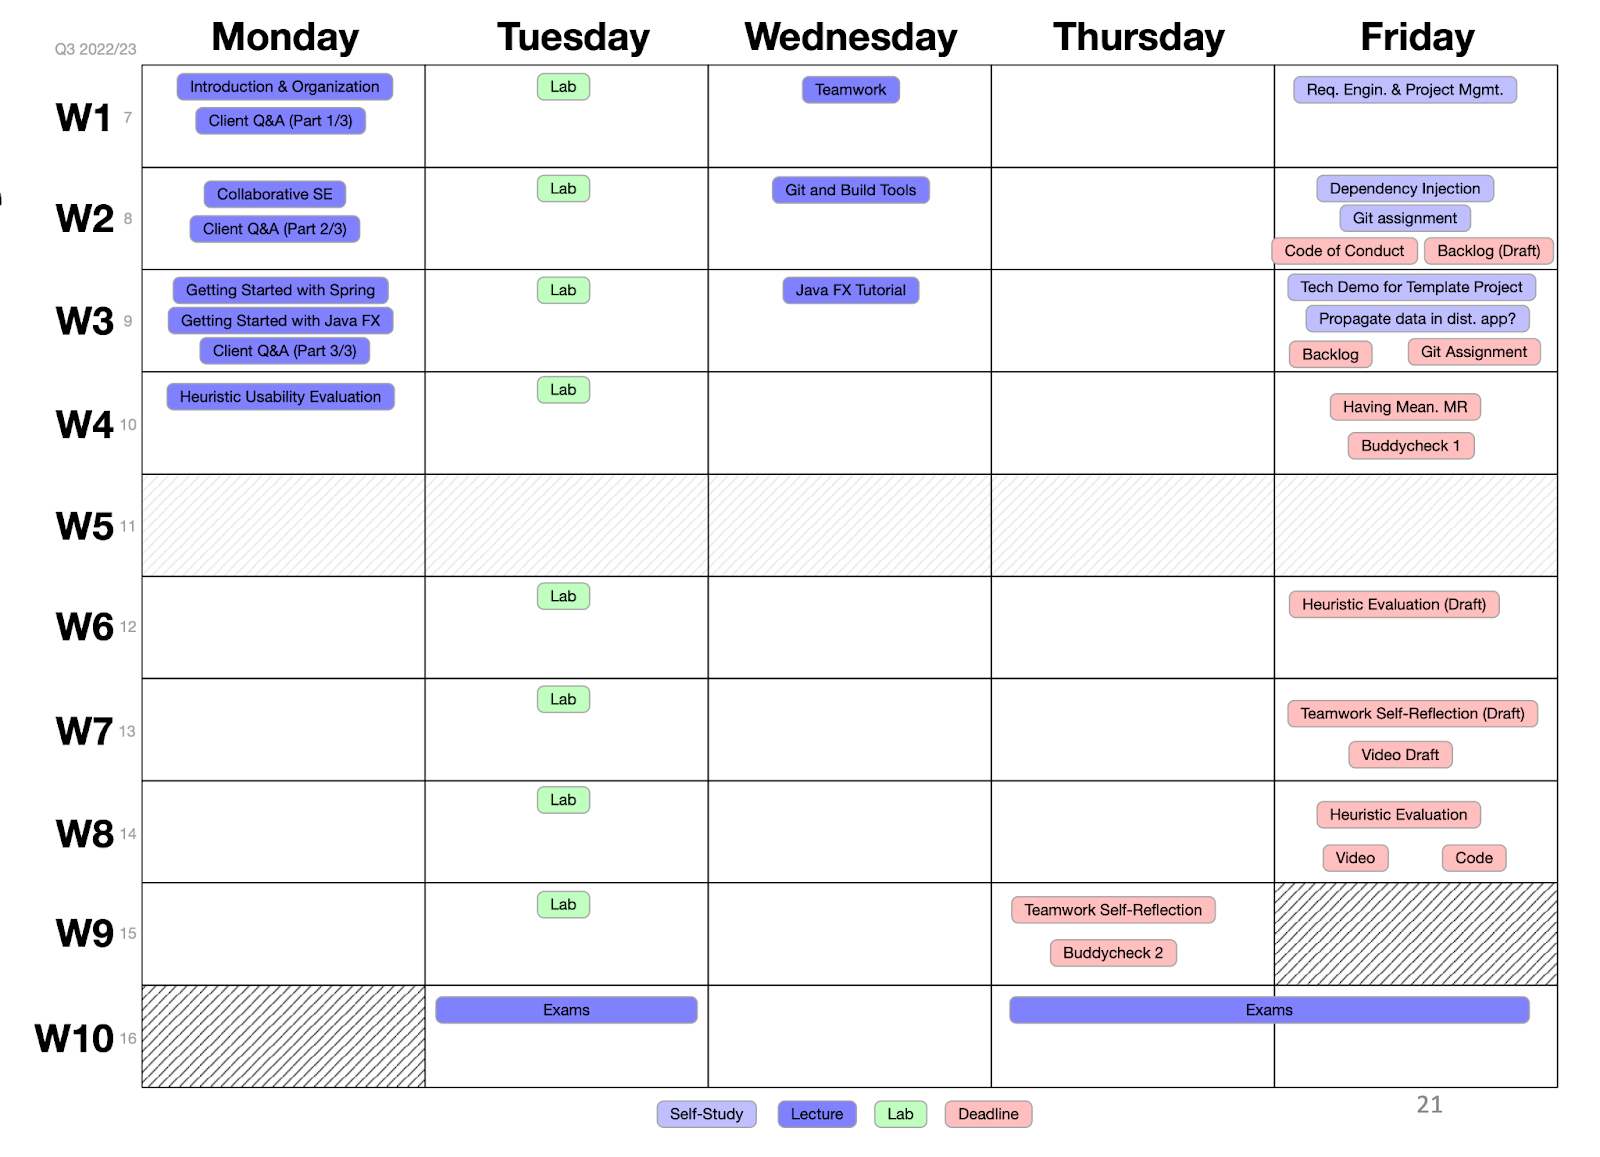 Q3 2022/23 Monday Tuesday Wednesday Thursday Friday
W1 7
Introduction & Organization
Client Q&A (Part 1/3)
Lab
Teamwork
Req. Engin. & Project Mgmt.
W2 8
Collaborative SE
Client Q&A (Part 2/3)
Lab
Git and Build Tools
Dependency Injection
Git assignment
Code of Conduct Backlog (Draft)
W3 9
Getting Started with Spring
Getting Started with Java FX
Client Q&A (Part 3/3)
Lab
Java FX Tutorial
Tech Demo for Template Project
Propagate data in dist. app?
Backlog Git Assignment
W4 10
Heuristic Usability Evaluation
Lab
Having Mean. MR
Buddycheck 1
W5 11
W6 12
Lab
Heuristic Evaluation (Draft)
W7 13
Lab
Teamwork Self-Reflection (Draft)
Video Draft
W8 14
Lab
Heuristic Evaluation
Video Code
W9 15
Lab
Teamwork Self-Reflection
Buddycheck 2
W10 16
Exams
Exams
Self-Study Lecture Lab Deadline
21